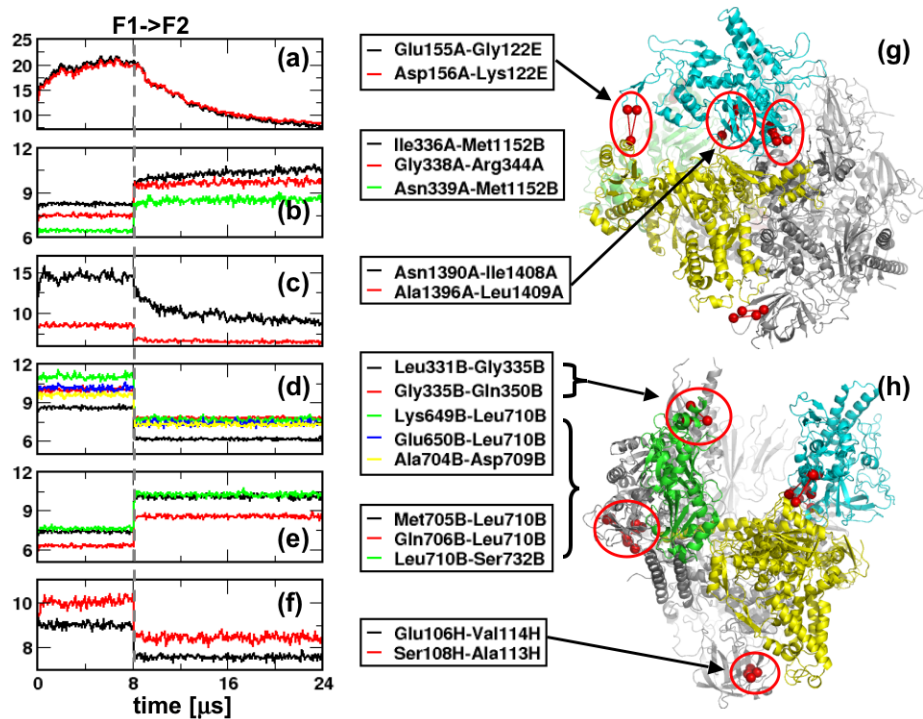 F1->F2
25
20
15
10
(a)
Glu155A-Gly122E
Asp156A-Lys122E
(g)
12
9
6
(b)
Ile336A-Met1152B
Gly338A-Arg344A
Asn339A-Met1152B
15
10
(c)
Asn1390A-Ile1408A
Ala1396A-Leu1409A
12
9
6
(d)
Leu331B-Gly335B
Gly335B-Gln350B
Lys649B-Leu710B
Glu650B-Leu710B
Ala704B-Asp709B
(h)
12
9
6
(e)
Met705B-Leu710B
Gln706B-Leu710B
Leu710B-Ser732B
10
8
(f)
Glu106H-Val114H
Ser108H-Ala113H
0 8 16 24
time [μs]